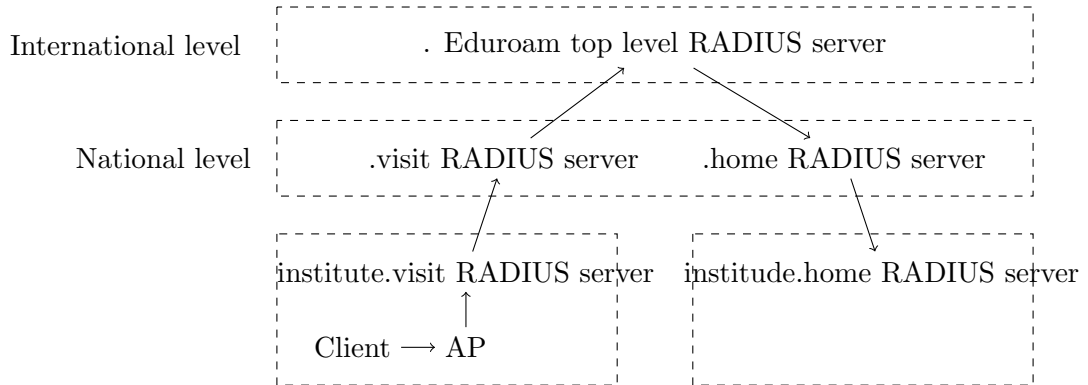 International level
. Eduroam top level RADIUS server
National level
.visit RADIUS server
.home RADIUS server
institute.visit RADIUS server
institude.home RADIUS server
Client
AP